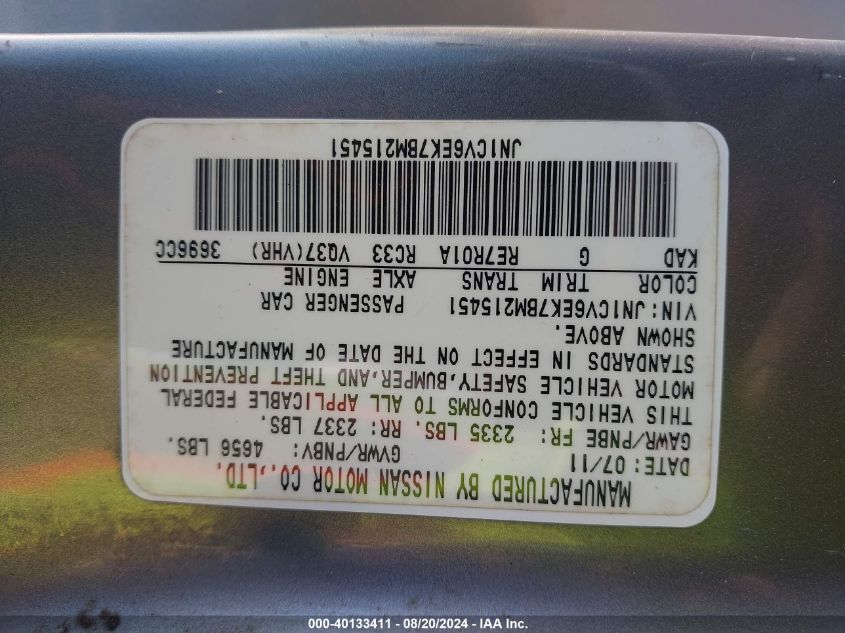 MANUFACTURED BY NISSAN MOTOR CO.,LTD.
DATE: 07/11 GVWR/PNBV: 4656 LBS.
GAWR/PNBE FR: 2335 LBS. RR: 2337 LBS.
THIS VEHICLE CONFORMS TO ALL APPLICABLE FEDERAL
MOTOR VEHICLE SAFETY,BUMPER,AND THEFT PREVENTION
STANDARDS IN EFFECT ON THE DATE OF MANUFACTURE
SHOWN ABOVE.
VIN:JN1CV6EK7BM215451 PASSENGER CAR
COLOR TRIM TRANS AXLE ENGINE
KAD G RE7R01A RC33 VQ37(VHR) 3696CC
JN1CV6EK7BM215451
000-40133411 - 08/20/2024 - IAA Inc.